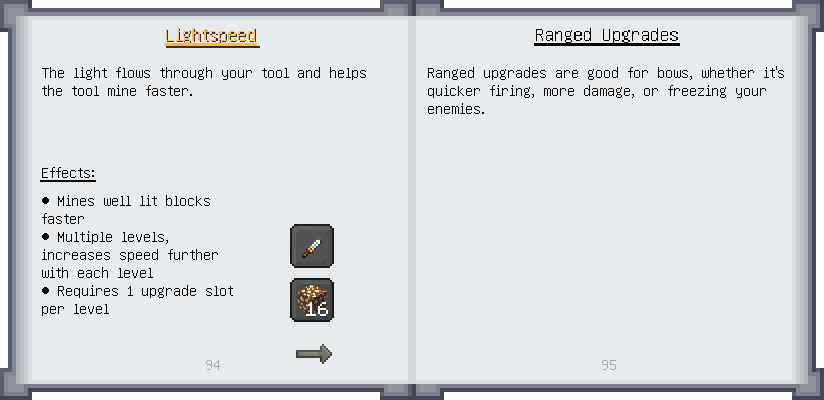 Lightspeed
The light flows through your tool and helps
the tool mine faster.
Effects:
• Mines well lit blocks
faster
• Multiple levels,
increases speed further
with each level
• Requires 1 upgrade slot
per level
16
94
Ranged Upgrades
Ranged upgrades are good for bows, whether it's
quicker firing, more damage, or freezing your
enemies.
95